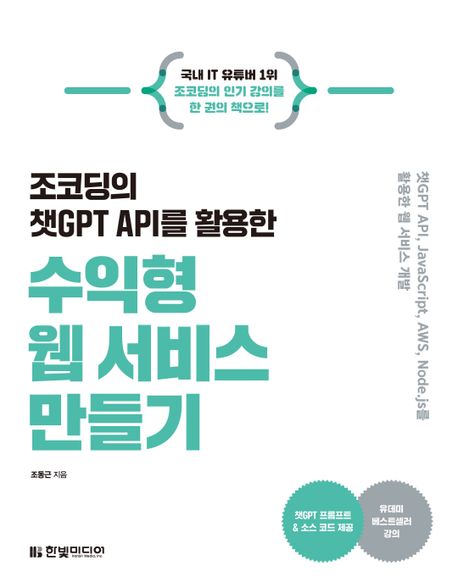 국내 IT 유튜버 1위
조코딩의 인기 강의를
한 권의 책으로!
조코딩의
챗GPT API를 활용한
수익형
웹 서비스
만들기
챗GPT API, JavaScript, AWS, Node.js를
활용한 웹 서비스 개발
조동근 지음
챗GPT 프롬프트
& 소스 코드 제공
유데미
베스트셀러
강의
한빛미디어
Hanbit Media, Inc.